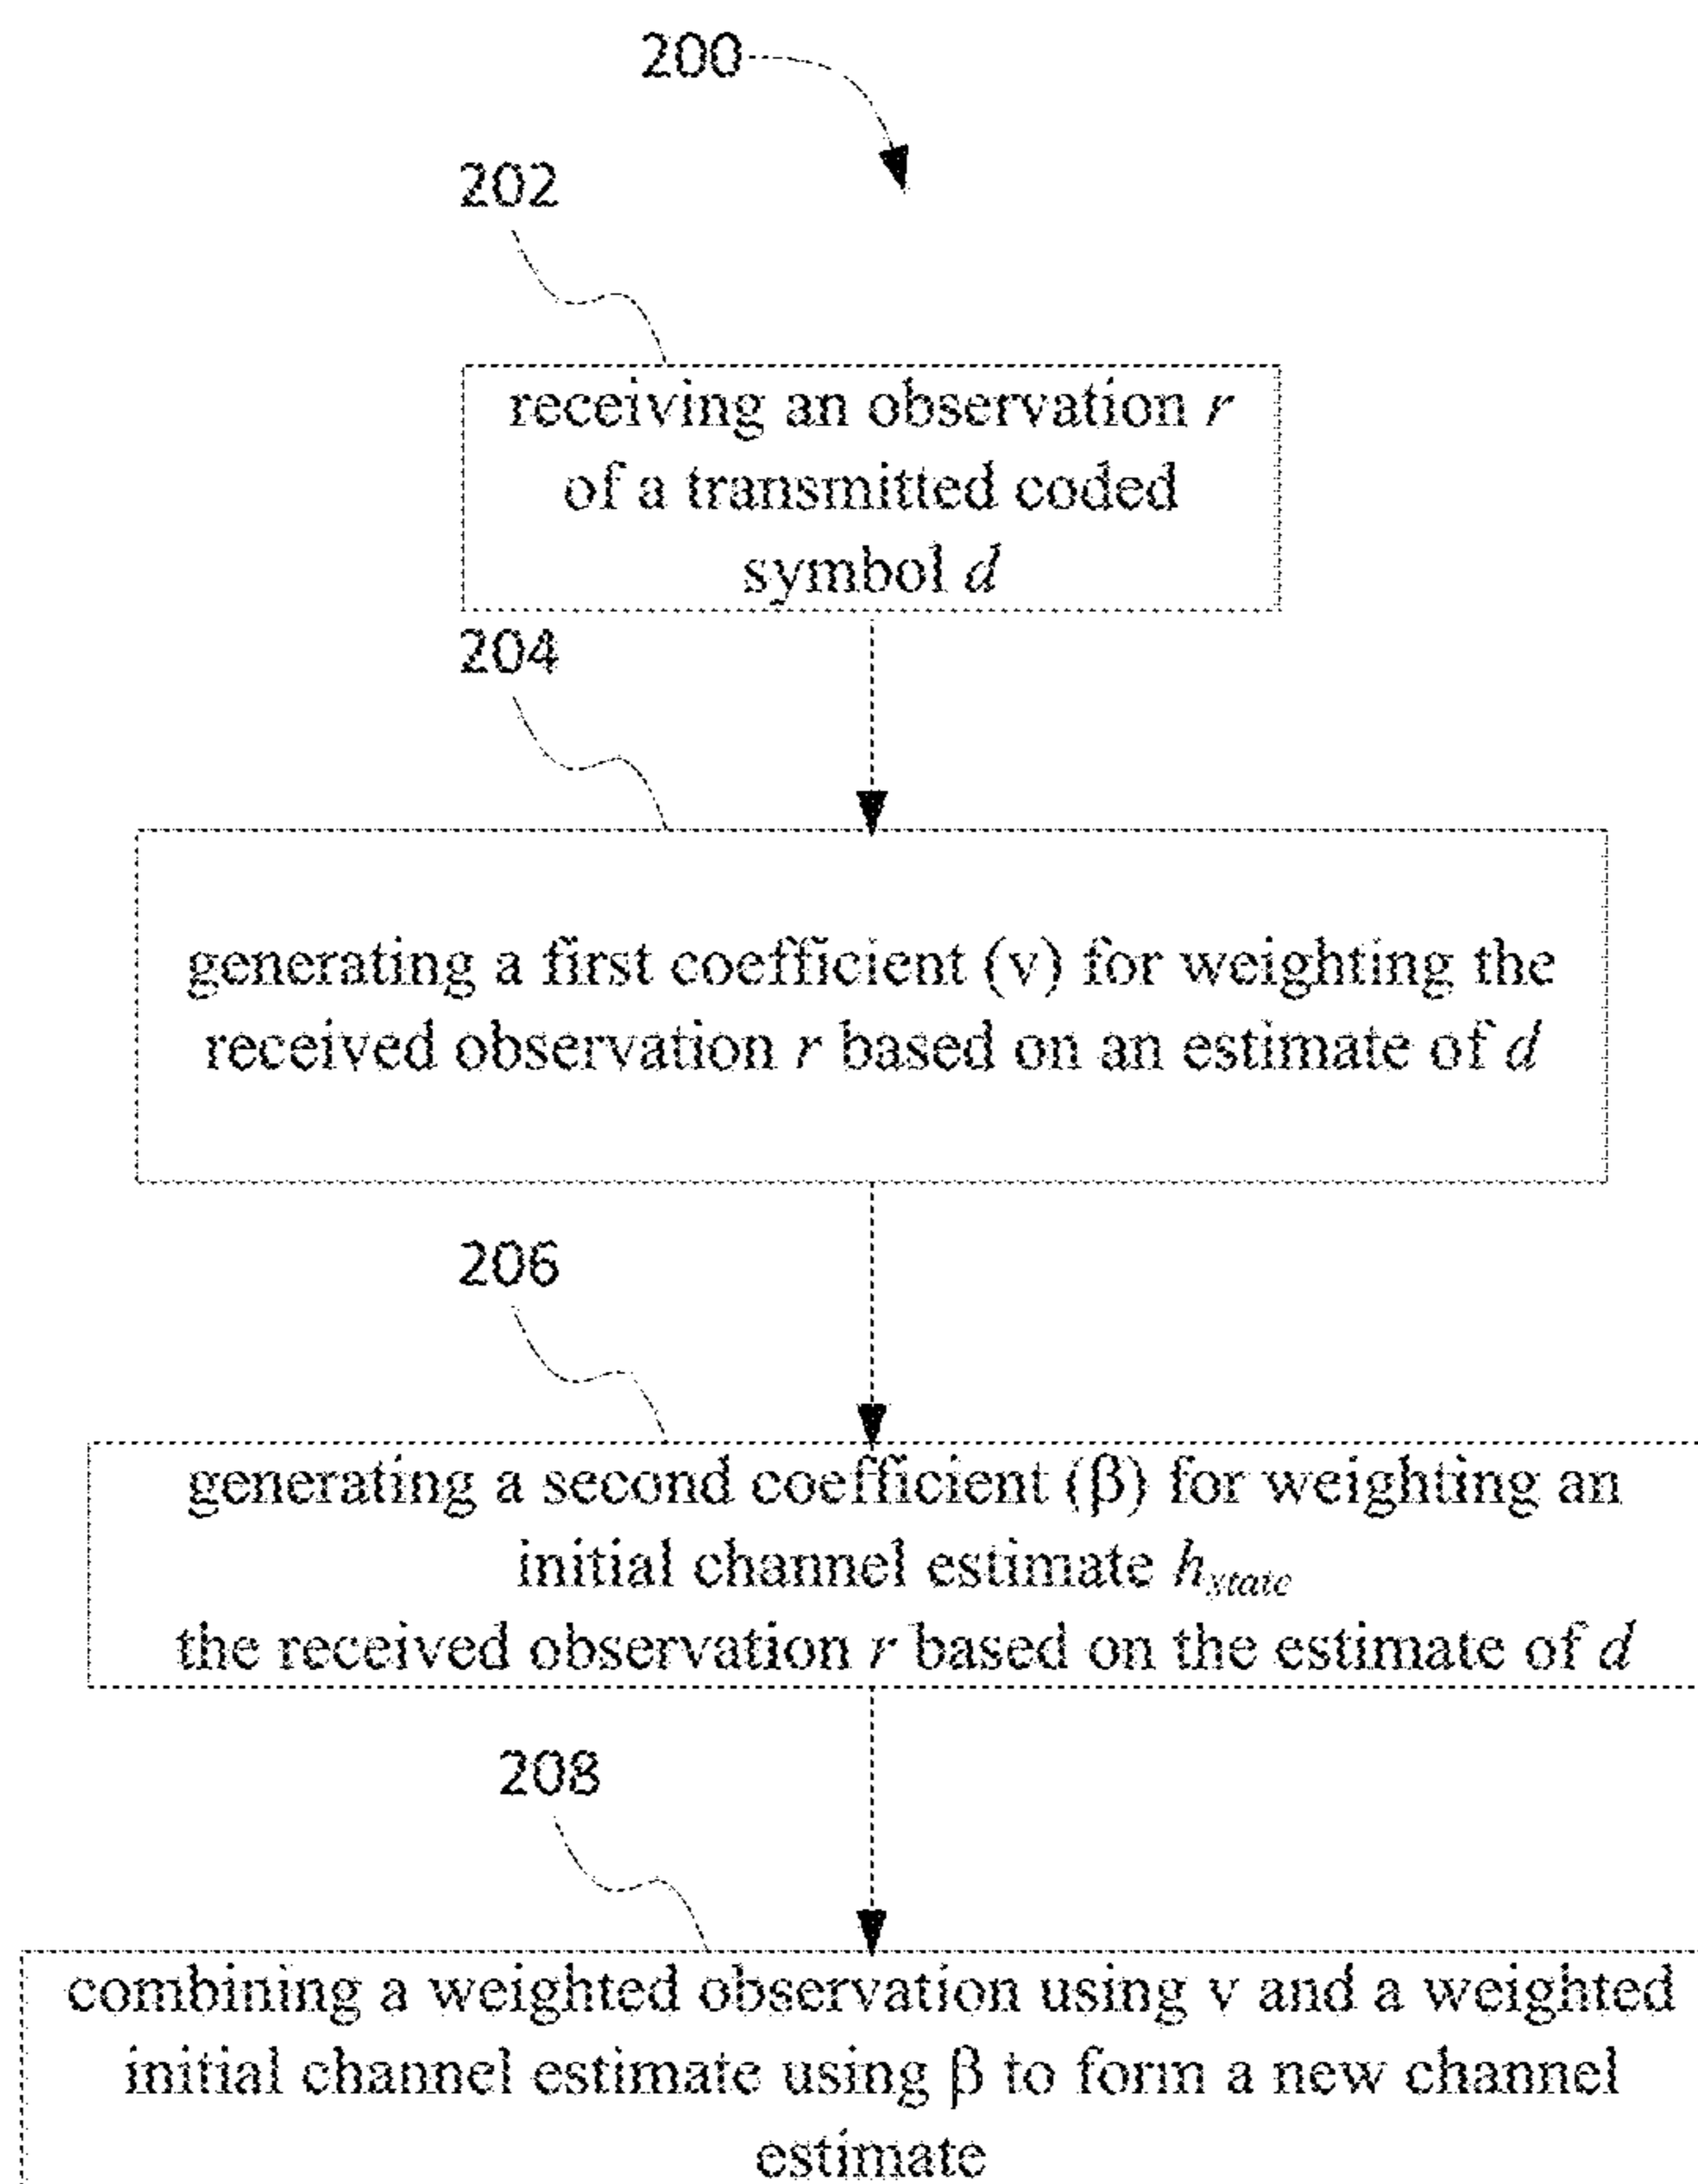 200
202
receiving an observation r
of a transmitted coded
symbol d
204
generating a first coefficient (v) for weighting the
received observation r based on an estimate of d
206
generating a second coefficient (β) for weighting an
initial channel estimate hstate
the received observation r based on the estimate of d
208
combining a weighted observation using v and a weighted
initial channel estimate using β to form a new channel
estimate